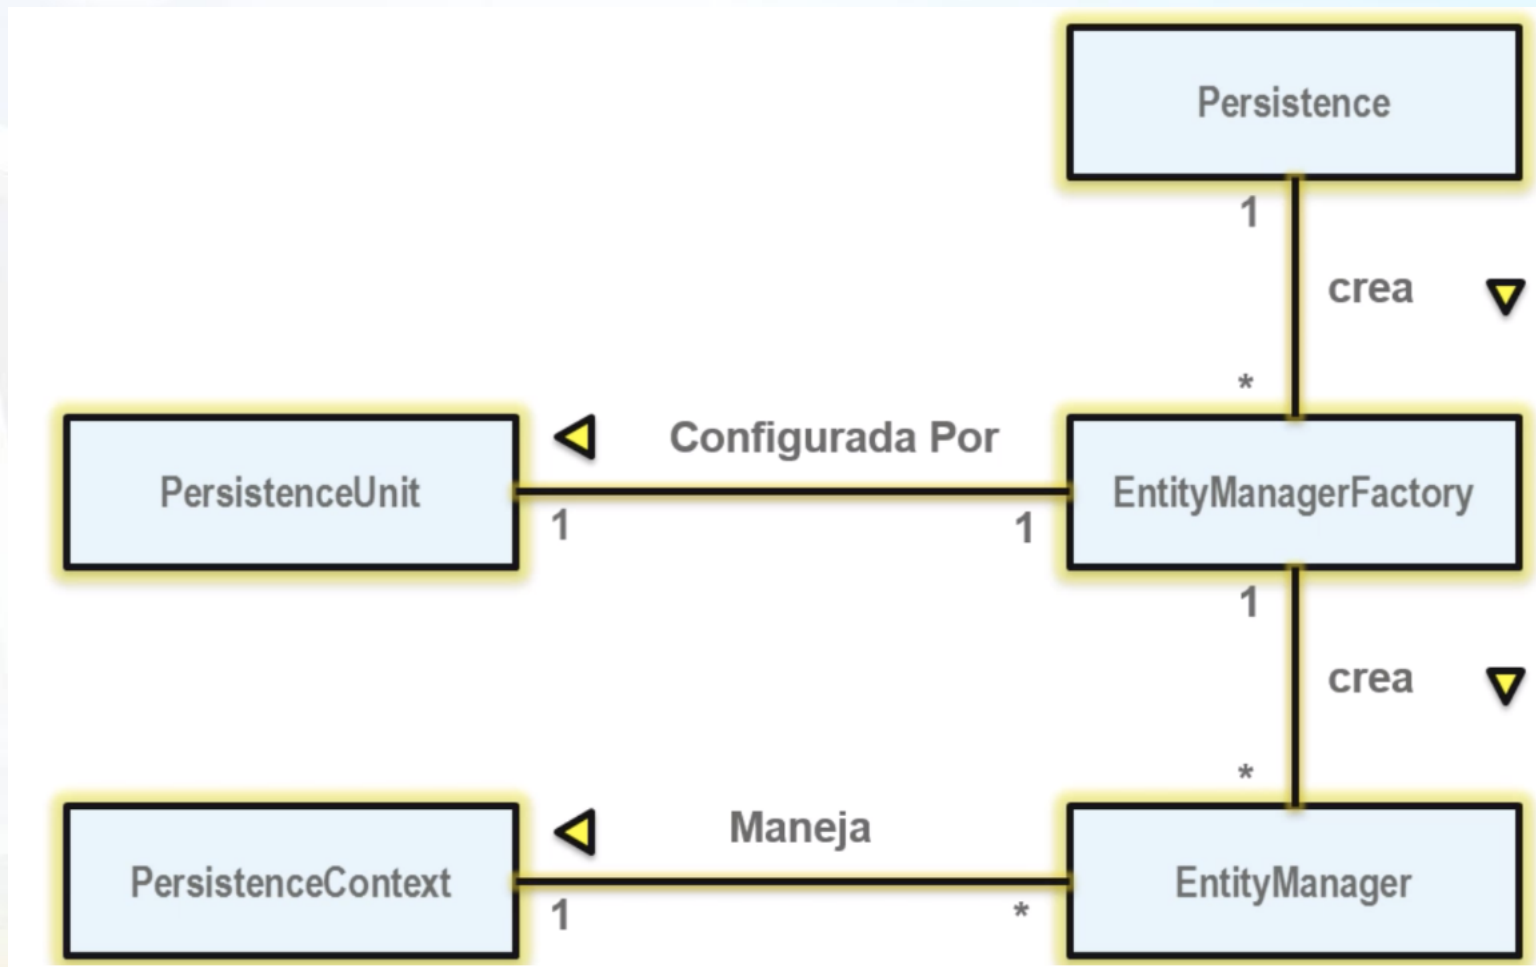 Persistence
1
crea
*
Configurada Por
PersistenceUnit
EntityManagerFactory
1
1
1
crea
*
Maneja
PersistenceContext
EntityManager
1
*